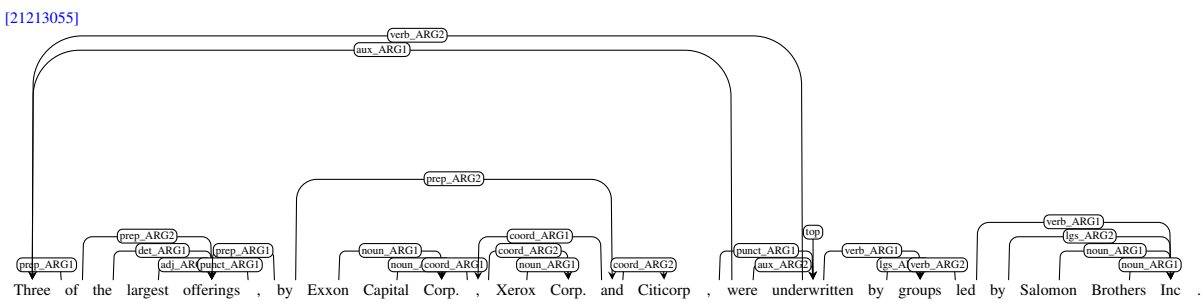 [21213055]
verb_ARG2
aux_ARG1
prep_ARG2
verb_ARG1
top
lgs_ARG2
prep_ARG2 coord_ARG1
det_ARG1 prep_ARG1 noun_ARG1 coord_ARG2 punct_ARG1 verb_ARG1 noun_ARG1
prep_ARG1 punct_ARG1 coord_ARG1 noun_ARG1 coord_ARG2 aux_ARG2 verb_ARG2 noun_ARG1
Three of the largest offerings , by Exxon Capital Corp. , Xerox Corp. and Citicorp , were underwritten by groups led by Salomon Brothers Inc